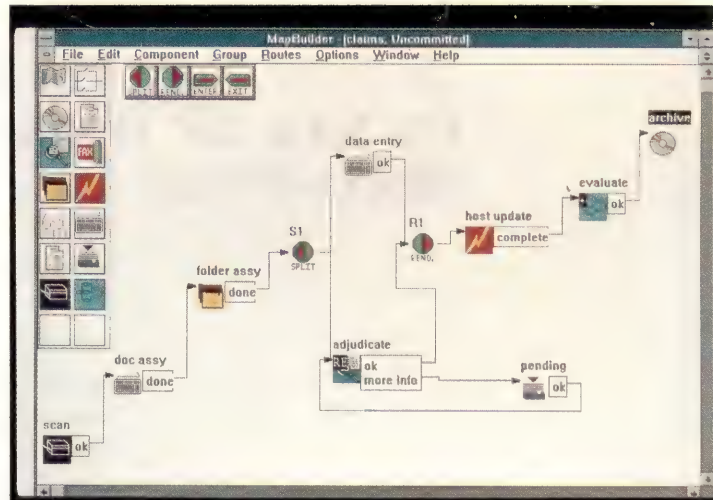 MapBuilder - [claims, Uncommitted]
File Edit Component Group Routes Options Window Help
SPLIT REND. ENTER EXIT
FAX
archive
data entry
ok
evaluate
ok
S1
SPLIT
R1
REND.
host update
complete
folder assy
done
adjudicate
ok
more info
pending
ok
doc assy
done
scan
ok